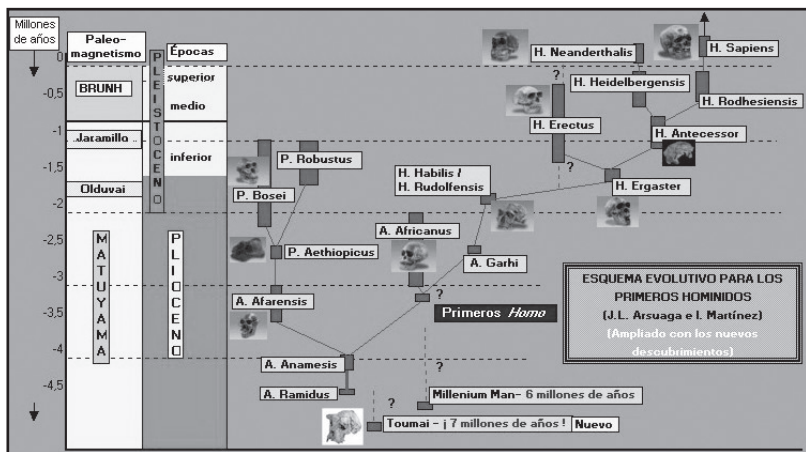 Millones
de años
Paleo-
magnetismo
Épocas
-0
-0,5
-1
-1,5
-2
-2,5
-3
-3,5
-4
-4,5
BRUNH
Jaramillo
Olduvai
MATUYAMA
PLEISTOCENO
PLIOCENO
superior
medio
inferior
H. Neanderthalis
H. Sapiens
H. Heidelbergensis
H. Rodhesiensis
?
H. Erectus
H. Antecessor
?
P. Robustus
P. Bosei
H. Habilis /
H. Rudolfensis
H. Ergaster
A. Africanus
P. Aethiopicus
A. Garhi
A. Afarensis
?
Primeros Homo
A. Anamesis
?
A. Ramidus
Millenium Man- 6 millones de años
?
Toumai - ¡ 7 millones de años ! Nuevo
ESQUEMA EVOLUTIVO PARA LOS
PRIMEROS HOMINIDOS
(J.L. Arsuaga e I. Martínez)
(Ampliado con los nuevos
descubrimientos)